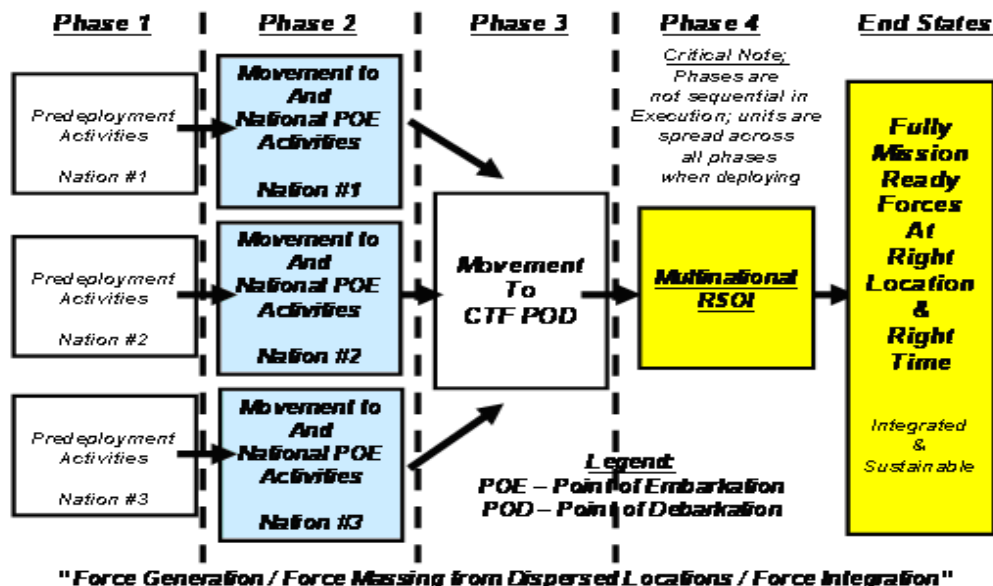 Phase 1
Phase 2
Phase 3
Phase 4
End States
Predeployment
Activities
Nation #1
Movement to
And
National POE
Activities
Nation #1
Predeployment
Activities
Nation #2
Movement to
And
National POE
Activities
Nation #2
Predeployment
Activities
Nation #3
Movement to
And
National POE
Activities
Nation #3
Movement
To
CTF POD
Critical Note;
Phases are
not sequential in
Execution; units are
spread across
all phases
when deploying
Multinational
RSOI
Fully
Mission
Ready
Forces
At
Right
Location
&
Right
Time
Integrated
&
Sustainable
Legend:
POE – Point of Embarkation
POD – Point of Debarkation
"Force Generation / Force Massing from Dispersed Locations / Force Integration"